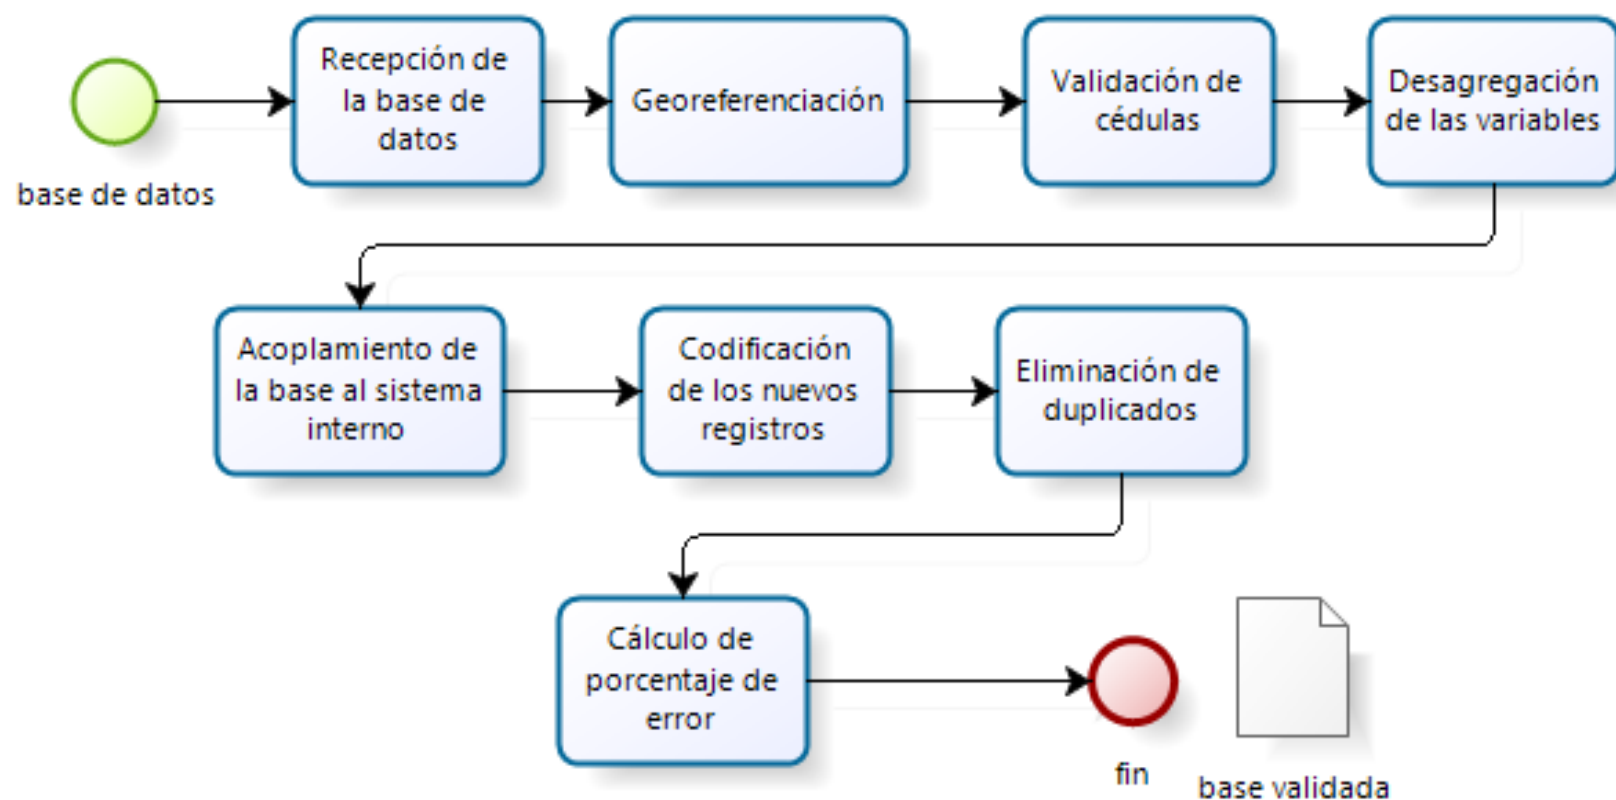 base de datos
Recepción de
la base de
datos
Georeferenciación
Validación de
cédulas
Desagregación
de las variables
Acoplamiento de
la base al sistema
interno
Codificación
de los nuevos
registros
Eliminación de
duplicados
Cálculo de
porcentaje de
error
fin
base validada